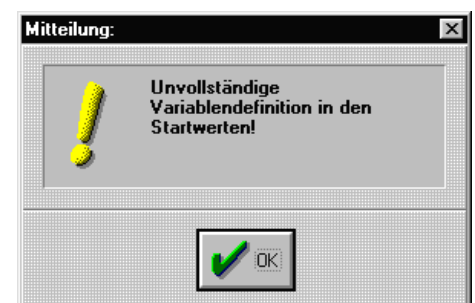 Mitteilung:
Unvollständige
Variablendefinition in den
Startwerten!
OK